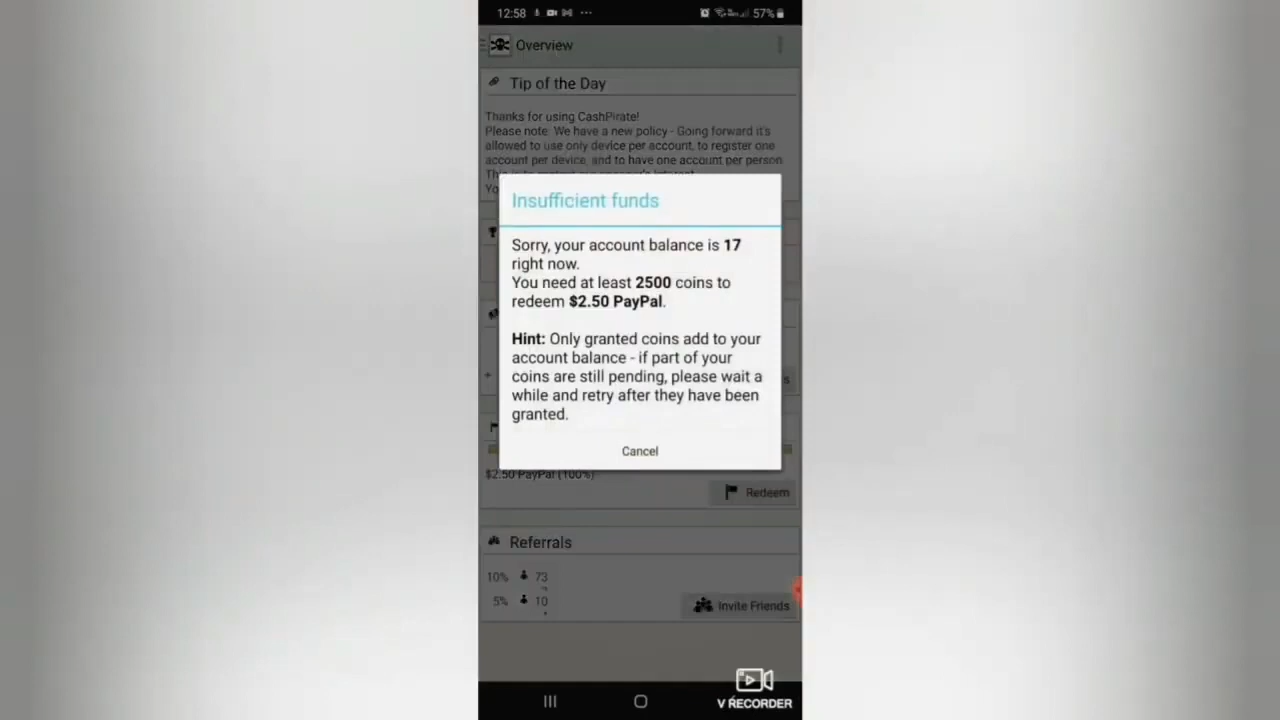 12:58
57%
Overview
Tip of the Day
Thanks for using CashPirate!
Please note: We have a new policy - Going forward it's
allowed to use only device per account, to register one
account per device, and to have one account per person
Yo
Insufficient funds
Sorry, your account balance is 17
right now.
You need at least 2500 coins to
redeem $2.50 PayPal.
Hint: Only granted coins add to your
account balance - if part of your
coins are still pending, please wait a
while and retry after they have been
granted.
Cancel
$2.50 PayPal (100%)
Redeem
Referrals
10% 73
5% 10
Invite Friends
V RECORDER